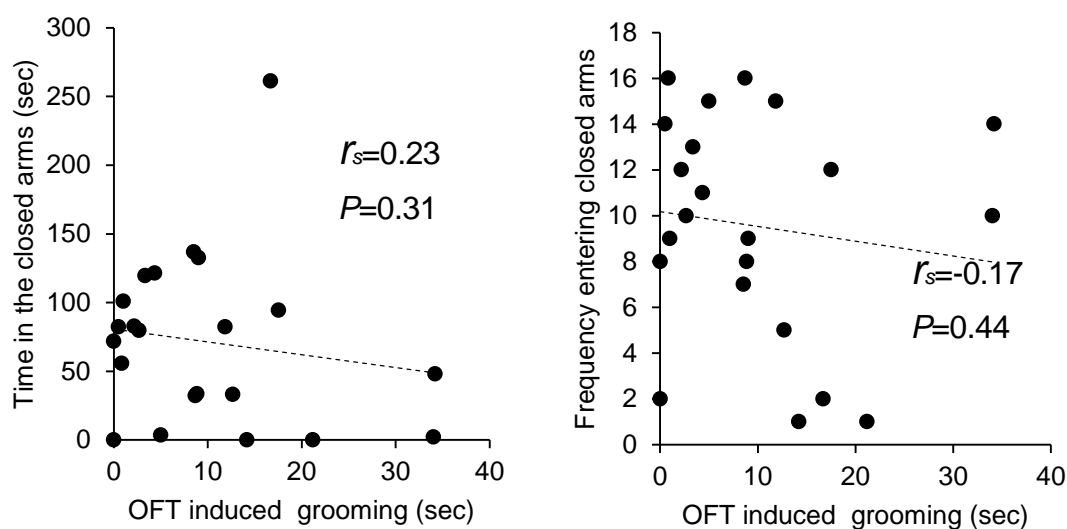 Time in the closed arms (sec)
300
250
200
150
100
50
0
rs=0.23
P=0.31
0 10 20 30 40
OFT induced grooming (sec)
Frequency entering closed arms
18
16
14
12
10
8
6
4
2
0
rs=-0.17
P=0.44
0 10 20 30 40
OFT induced grooming (sec)